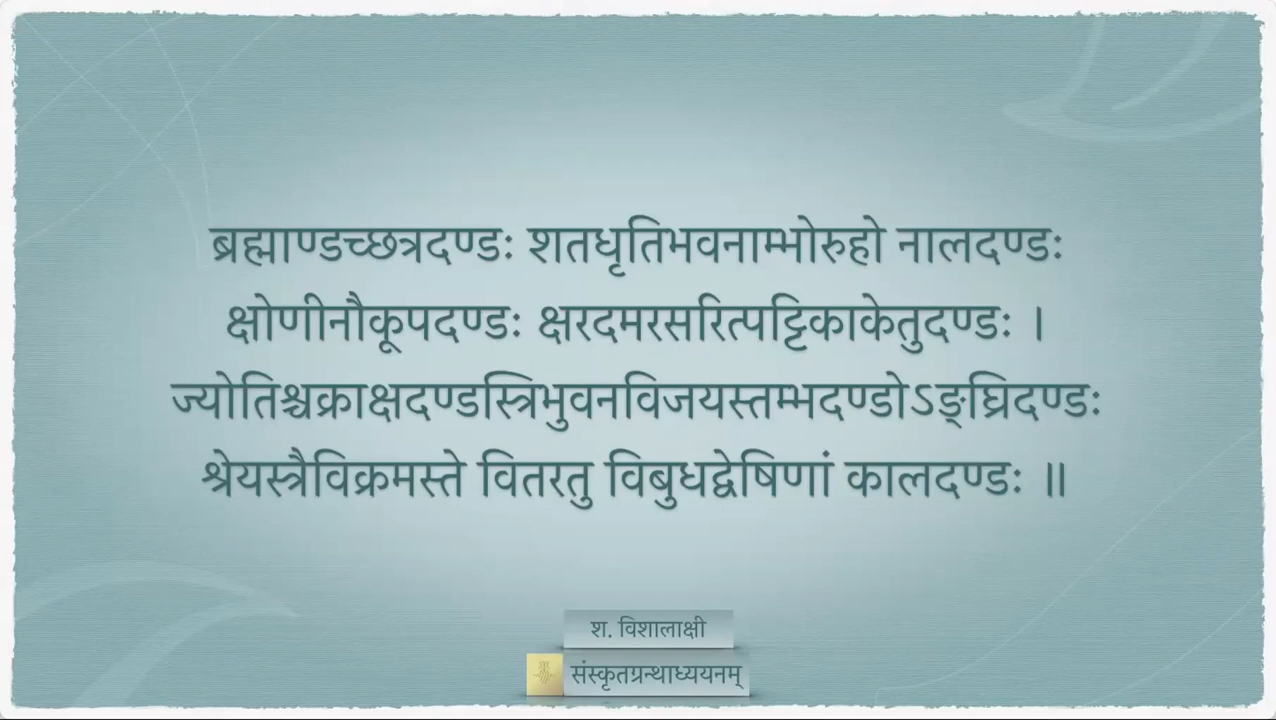 ब्रह्माण्डच्छत्रदण्डः शतधृतिभवनाम्भोरुहो नालदण्डः
क्षोणीनौकूपदण्डः क्षरदमरसरित्पट्टिकाकेतुदण्डः ।
ज्योतिश्चक्राक्षदण्डस्त्रिभुवनविजयस्तम्भदण्डोऽङ्घ्रिदण्डः
श्रेयस्त्रैविक्रमस्ते वितरतु विबुधद्वेषिणां कालदण्डः ॥
श. विशालाक्षी
संस्कृतग्रन्थाध्ययनम्